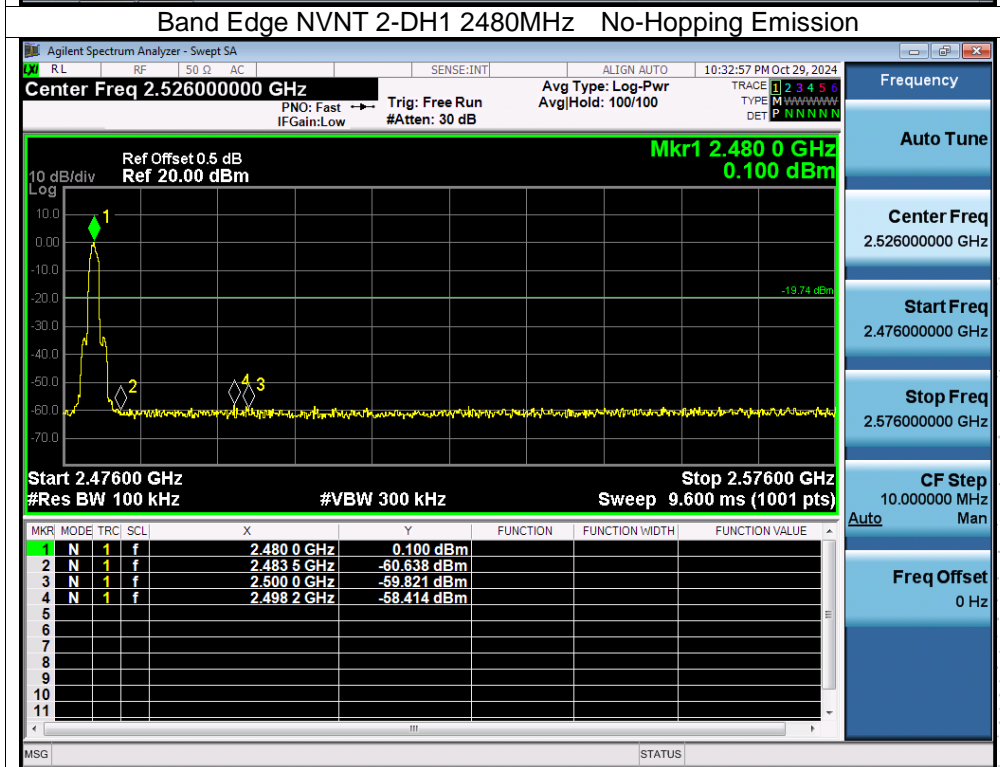 Band Edge NVNT 2-DH1 2480MHz No-Hopping Emission
Agilent Spectrum Analyzer - Swept SA
LXI RL RF 50 Ω AC SENSE:INT ALIGN AUTO 10:32:57 PM Oct 29, 2024
Center Freq 2.526000000 GHz
PNO: Fast
IFGain:Low
Trig: Free Run
#Atten: 30 dB
Avg Type: Log-Pwr
Avg|Hold: 100/100
TRACE 1 2 3 4 5 6
TYPE M W W W W W
DET P N N N N N
Mkr1 2.480 0 GHz
0.100 dBm
Ref Offset 0.5 dB
Ref 20.00 dBm
10 dB/div
Log
10.0
0.00
-10.0
-20.0
-30.0
-40.0
-50.0
-60.0
-70.0
1
2
4
3
-19.74 dBm
Start 2.47600 GHz Stop 2.57600 GHz
#Res BW 100 kHz #VBW 300 kHz Sweep 9.600 ms (1001 pts)
MKR MODE TRC SCL X Y FUNCTION FUNCTION WIDTH FUNCTION VALUE
1 N 1 f 2.480 0 GHz 0.100 dBm
2 N 1 f 2.483 5 GHz -60.638 dBm
3 N 1 f 2.500 0 GHz -59.821 dBm
4 N 1 f 2.498 2 GHz -58.414 dBm
5
6
7
8
9
10
11
MSG STATUS
Frequency
Auto Tune
Center Freq
2.526000000 GHz
Start Freq
2.476000000 GHz
Stop Freq
2.576000000 GHz
CF Step
10.000000 MHz
Auto Man
Freq Offset
0 Hz